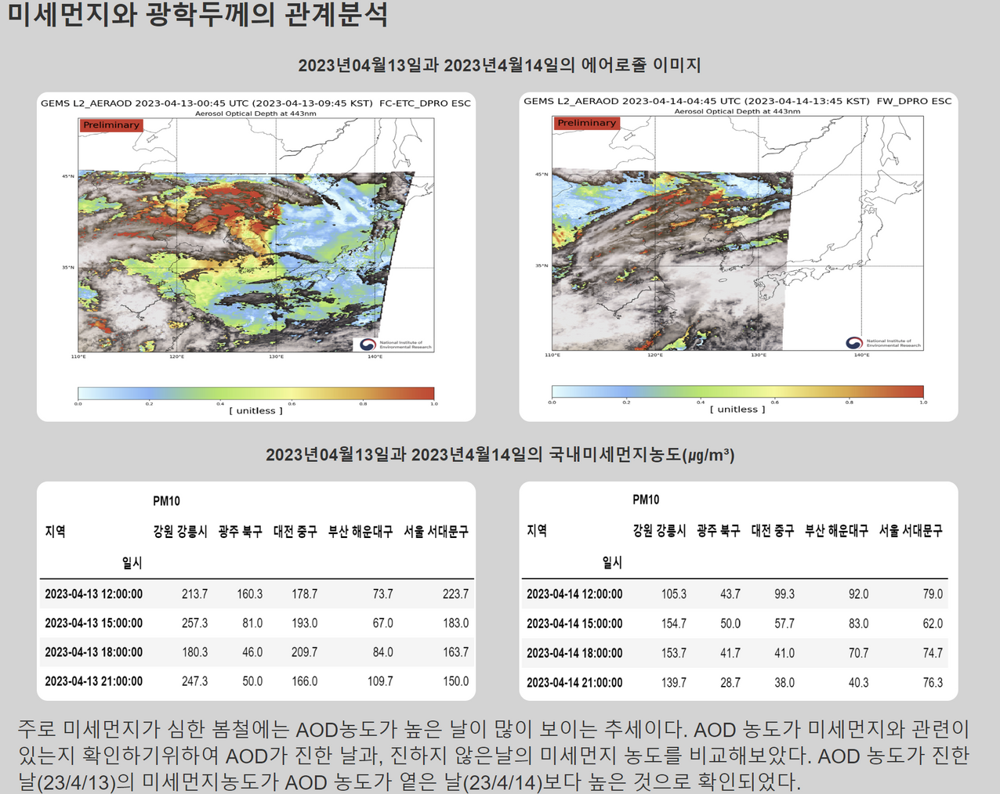 미세먼지와 광학두께의 관계분석
2023년04월13일과 2023년4월14일의 에어로졸 이미지
GEMS L2_AERAOD 2023-04-13-00:45 UTC (2023-04-13-09:45 KST)  FC-ETC_DPRO ESC
Aerosol Optical Depth at 443nm
Preliminary
45°N
35°N
National Institute of
Environmental Research
110°E 120°E 130°E 140°E
0.0 0.2 0.4 0.6 0.8 1.0
[ unitless ]
GEMS L2_AERAOD 2023-04-14-04:45 UTC (2023-04-14-13:45 KST)  FW_DPRO ESC
Aerosol Optical Depth at 443nm
Preliminary
45°N
35°N
National Institute of
Environmental Research
110°E 120°E 130°E 140°E
0.0 0.2 0.4 0.6 0.8 1.0
[ unitless ]
2023년04월13일과 2023년4월14일의 국내미세먼지농도(㎍/m³)
PM10
지역 강원 강릉시 광주 북구 대전 중구 부산 해운대구 서울 서대문구
일시
2023-04-13 12:00:00 213.7 160.3 178.7 73.7 223.7
2023-04-13 15:00:00 257.3 81.0 193.0 67.0 183.0
2023-04-13 18:00:00 180.3 46.0 209.7 84.0 163.7
2023-04-13 21:00:00 247.3 50.0 166.0 109.7 150.0
PM10
지역 강원 강릉시 광주 북구 대전 중구 부산 해운대구 서울 서대문구
일시
2023-04-14 12:00:00 105.3 43.7 99.3 92.0 79.0
2023-04-14 15:00:00 154.7 50.0 57.7 83.0 62.0
2023-04-14 18:00:00 153.7 41.7 41.0 70.7 74.7
2023-04-14 21:00:00 139.7 28.7 38.0 40.3 76.3
주로 미세먼지가 심한 봄철에는 AOD농도가 높은 날이 많이 보이는 추세이다. AOD 농도가 미세먼지와 관련이
있는지 확인하기위하여 AOD가 진한 날과, 진하지 않은날의 미세먼지 농도를 비교해보았다. AOD 농도가 진한
날(23/4/13)의 미세먼지농도가 AOD 농도가 옅은 날(23/4/14)보다 높은 것으로 확인되었다.